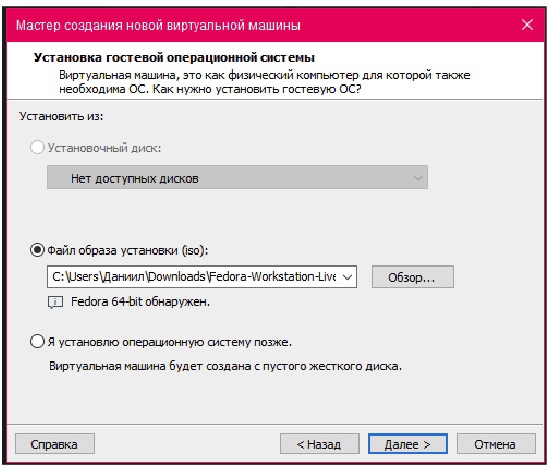 Мастер создания новой виртуальной машины
Установка гостевой операционной системы
Виртуальная машина, это как физический компьютер для которой также
необходима ОС. Как нужно установить гостевую ОС?
Установить из:
Установочный диск:
Нет доступных дисков
Файл образа установки (iso):
C:\Users\Даниил\Downloads\Fedora-Workstation-Live
Обзор...
Fedora 64-bit обнаружен.
Я установлю операционную систему позже.
Виртуальная машина будет создана с пустого жесткого диска.
Справка
< Назад
Далее >
Отмена